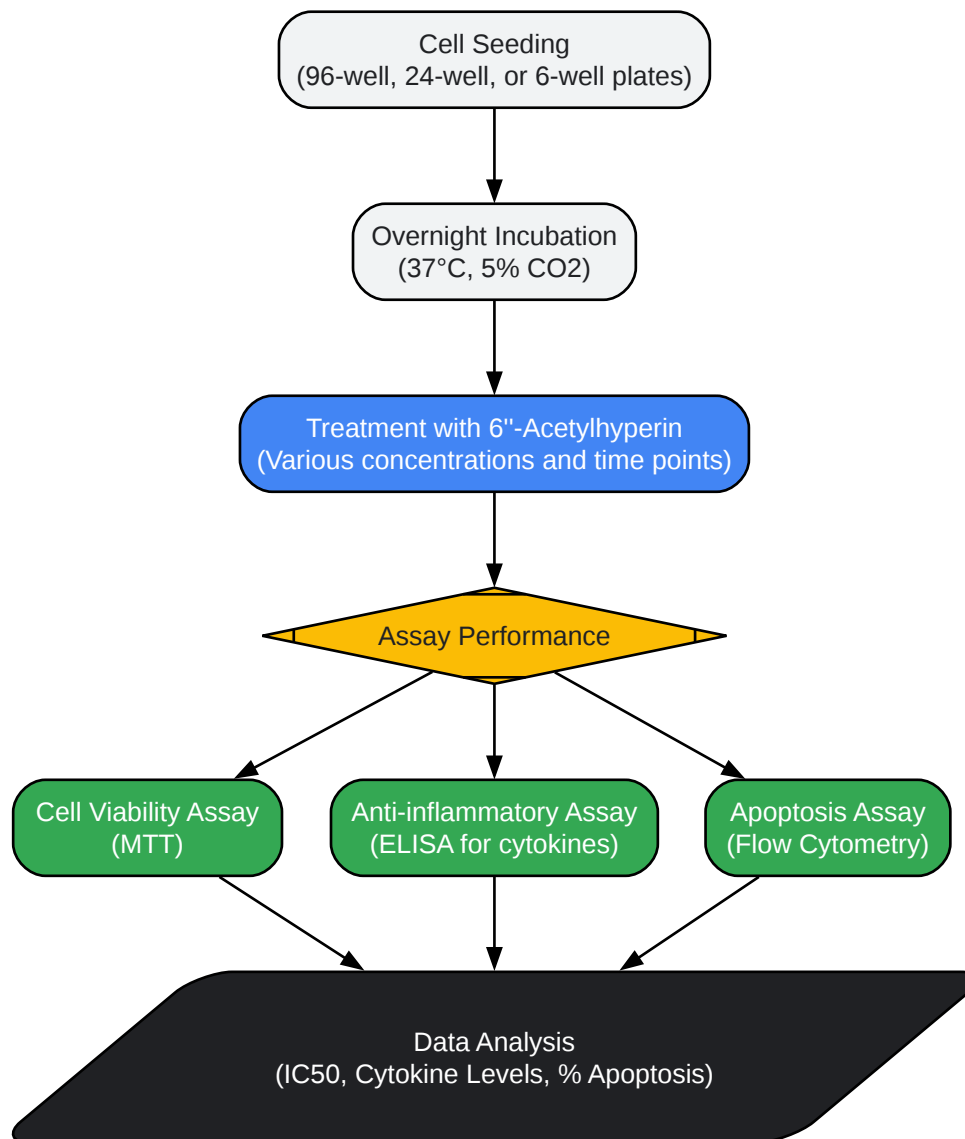 Cell Seeding
(96-well, 24-well, or 6-well plates)
Overnight Incubation
(37°C, 5% CO2)
Treatment with 6''-Acetylhyperin
(Various concentrations and time points)
Assay Performance
Cell Viability Assay
(MTT)
Anti-inflammatory Assay
(ELISA for cytokines)
Apoptosis Assay
(Flow Cytometry)
Data Analysis
(IC50, Cytokine Levels, % Apoptosis)